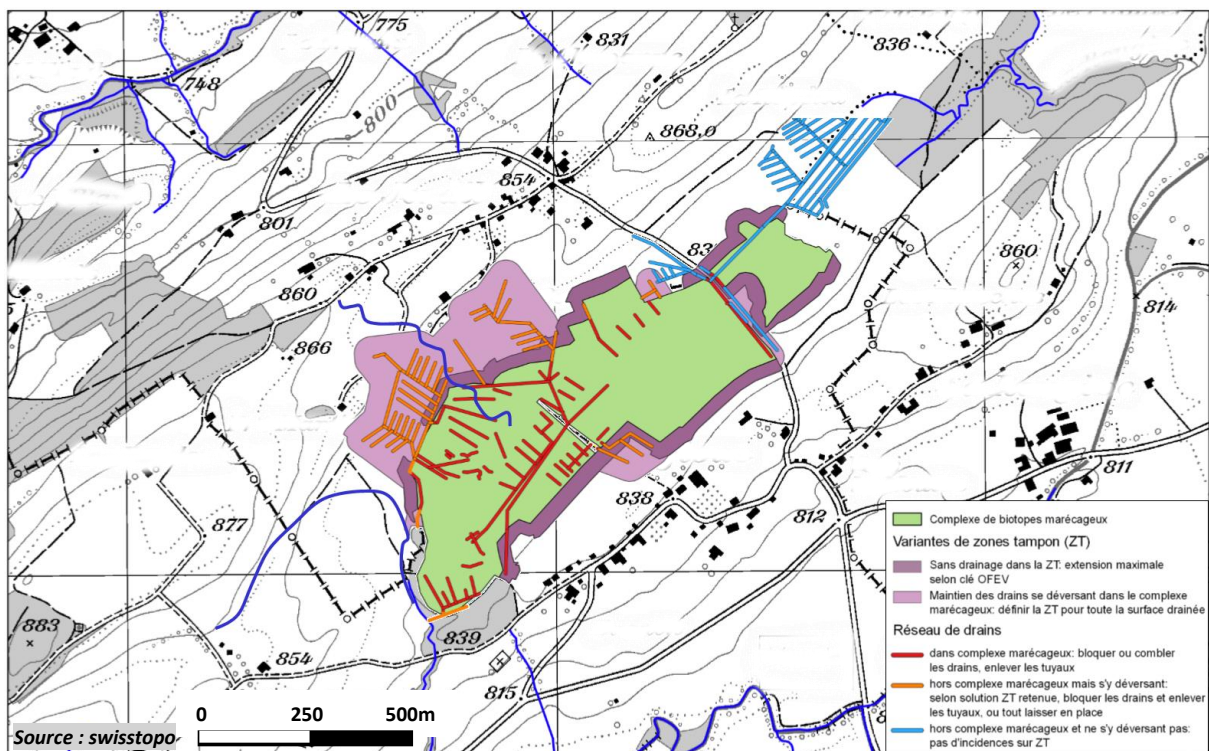 775
831
836
748
800
868,0
854
801
83
860
860
814
866
838
811
877
812
883
839
854
815
0 250 500m
Source : swisstopo
Complexe de biotopes marécageux
Variantes de zones tampon (ZT)
Sans drainage dans la ZT: extension maximale
selon clé OFEV
Maintien des drains se déversant dans le complexe
marécageux: définir la ZT pour toute la surface drainée
Réseau de drains
dans complexe marécageux: bloquer ou combler
les drains, enlever les tuyaux
hors complexe marécageux mais s'y déversant:
selon solution ZT retenue, bloquer les drains et enlever
les tuyaux, ou tout laisser en place
hors complexe marécageux et ne s'y déversant pas:
pas d'incidences sur ZT